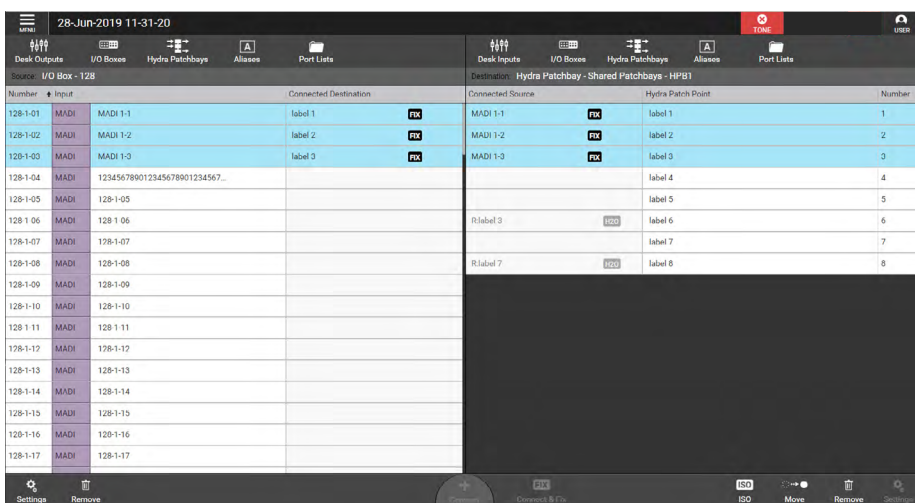 MENU 28-Jun-2019 11-31-20 TONE USER
Desk Outputs I/O Boxes Hydra Patchbays A Aliases Port Lists
Desk Inputs I/O Boxes Hydra Patchbays A Aliases Port Lists
Source: I/O Box - 128
Destination: Hydra Patchbay - Shared Patchbays - HPB1
Number Input Connected Destination
Connected Source Hydra Patch Point Number
128-1-01 MADI MADI 1-1 label 1 FIX
128-1-02 MADI MADI 1-2 label 2 FIX
128-1-03 MADI MADI 1-3 label 3 FIX
128-1-04 MADI 123456789012345678901234567...
128-1-05 MADI 128-1-05
128-1-06 MADI 128-1-06
128-1-07 MADI 128-1-07
128-1-08 MADI 128-1-08
128-1-09 MADI 128-1-09
128-1-10 MADI 128-1-10
128-1-11 MADI 128-1-11
128-1-12 MADI 128-1-12
128-1-13 MADI 128-1-13
128-1-14 MADI 128-1-14
128-1-15 MADI 128-1-15
128-1-16 MADI 128-1-16
128-1-17 MADI 128-1-17
MADI 1-1 FIX label 1 1
MADI 1-2 FIX label 2 2
MADI 1-3 FIX label 3 3
label 4 4
label 5 5
R:label 3 H2O label 6 6
label 7 7
R:label 7 H2O label 8 8
Settings Remove Connect FIX Connect & Fix ISO ISO Move Remove Settings